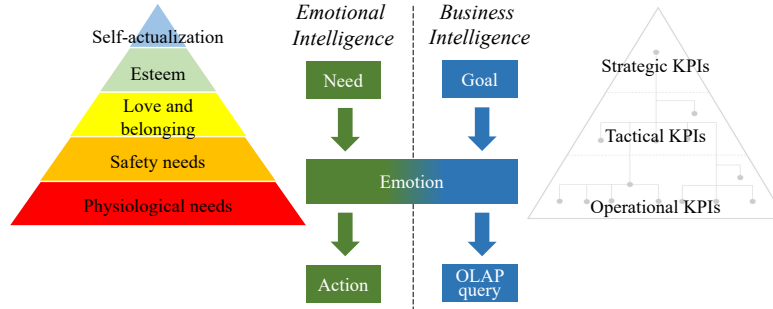 Self-actualization
Esteem
Love and
belonging
Safety needs
Physiological needs
Emotional
Intelligence
Business
Intelligence
Need
Goal
Emotion
Action
OLAP
query
Strategic KPIs
Tactical KPIs
Operational KPIs